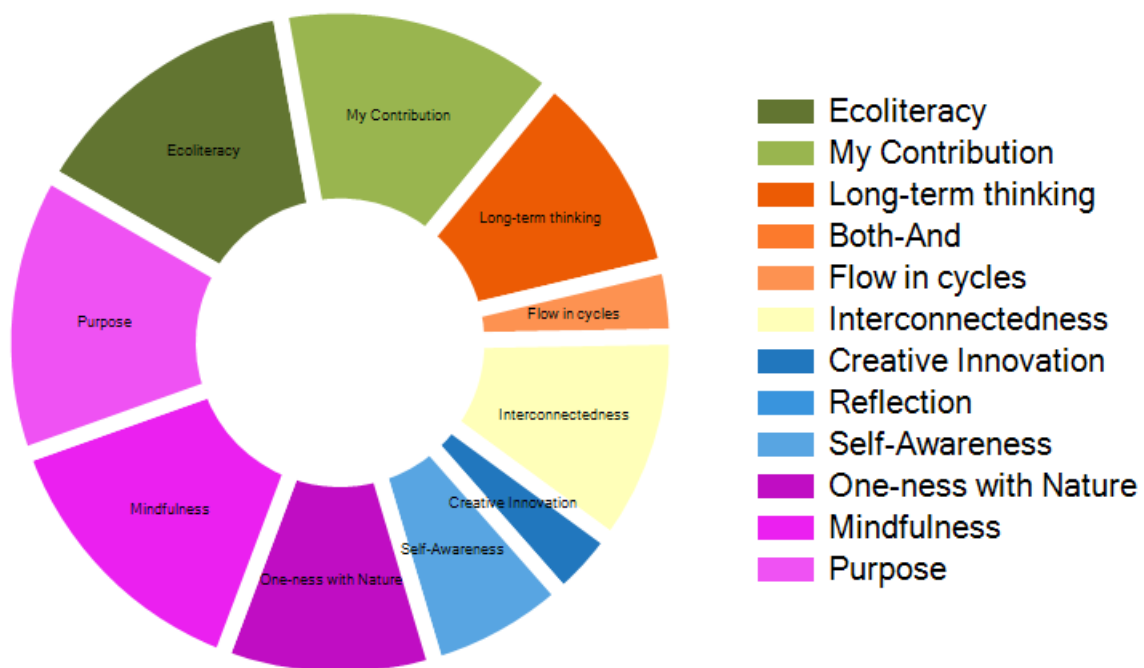 My Contribution
Ecoliteracy
Long-term thinking
Flow in cycles
Purpose
Interconnectedness
Creative Innovation
Mindfulness
Self-Awareness
One-ness with Nature
Ecoliteracy
My Contribution
Long-term thinking
Both-And
Flow in cycles
Interconnectedness
Creative Innovation
Reflection
Self-Awareness
One-ness with Nature
Mindfulness
Purpose